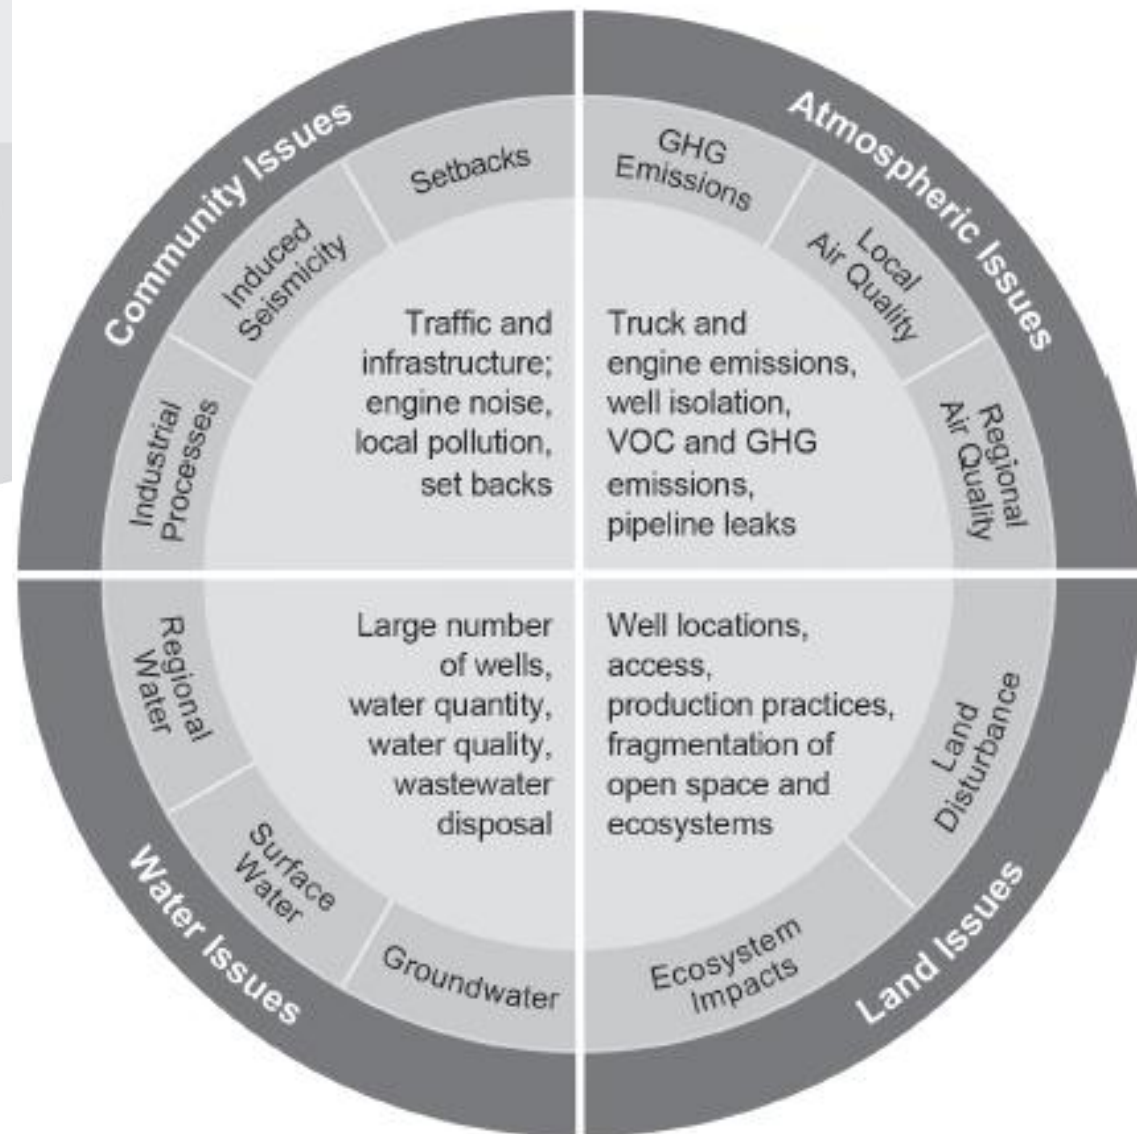 Community Issues
Setbacks
Induced
Seismicity
Industrial
Processes
Traffic and
infrastructure;
engine noise,
local pollution,
set backs
Atmospheric Issues
GHG
Emissions
Local
Air Quality
Regional
Air Quality
Truck and
engine emissions,
well isolation,
VOC and GHG
emissions,
pipeline leaks
Water Issues
Regional
Water
Surface
Water
Groundwater
Large number
of wells,
water quantity,
water quality,
wastewater
disposal
Land Issues
Land
Disturbance
Ecosystem
Impacts
Well locations,
access,
production practices,
fragmentation of
open space and
ecosystems